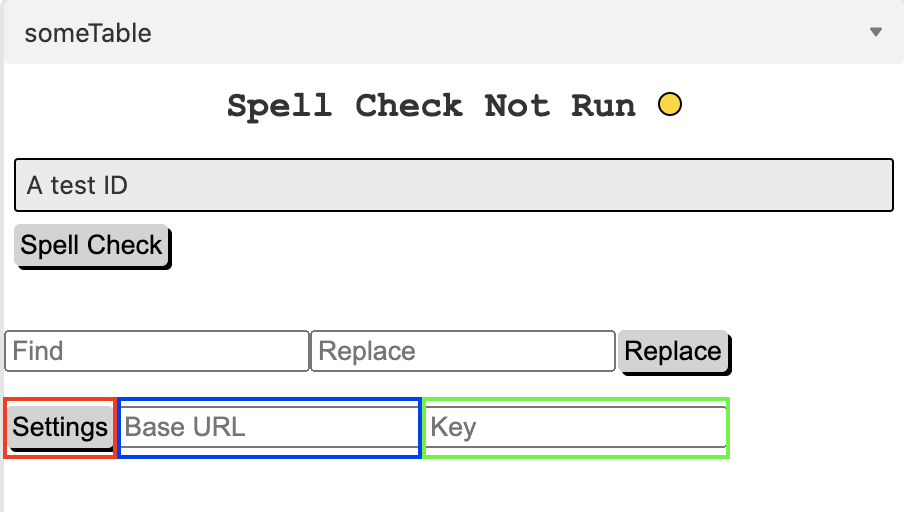 someTable
Spell Check Not Run
A test ID
Spell Check
Find Replace Replace
Settings Base URL Key